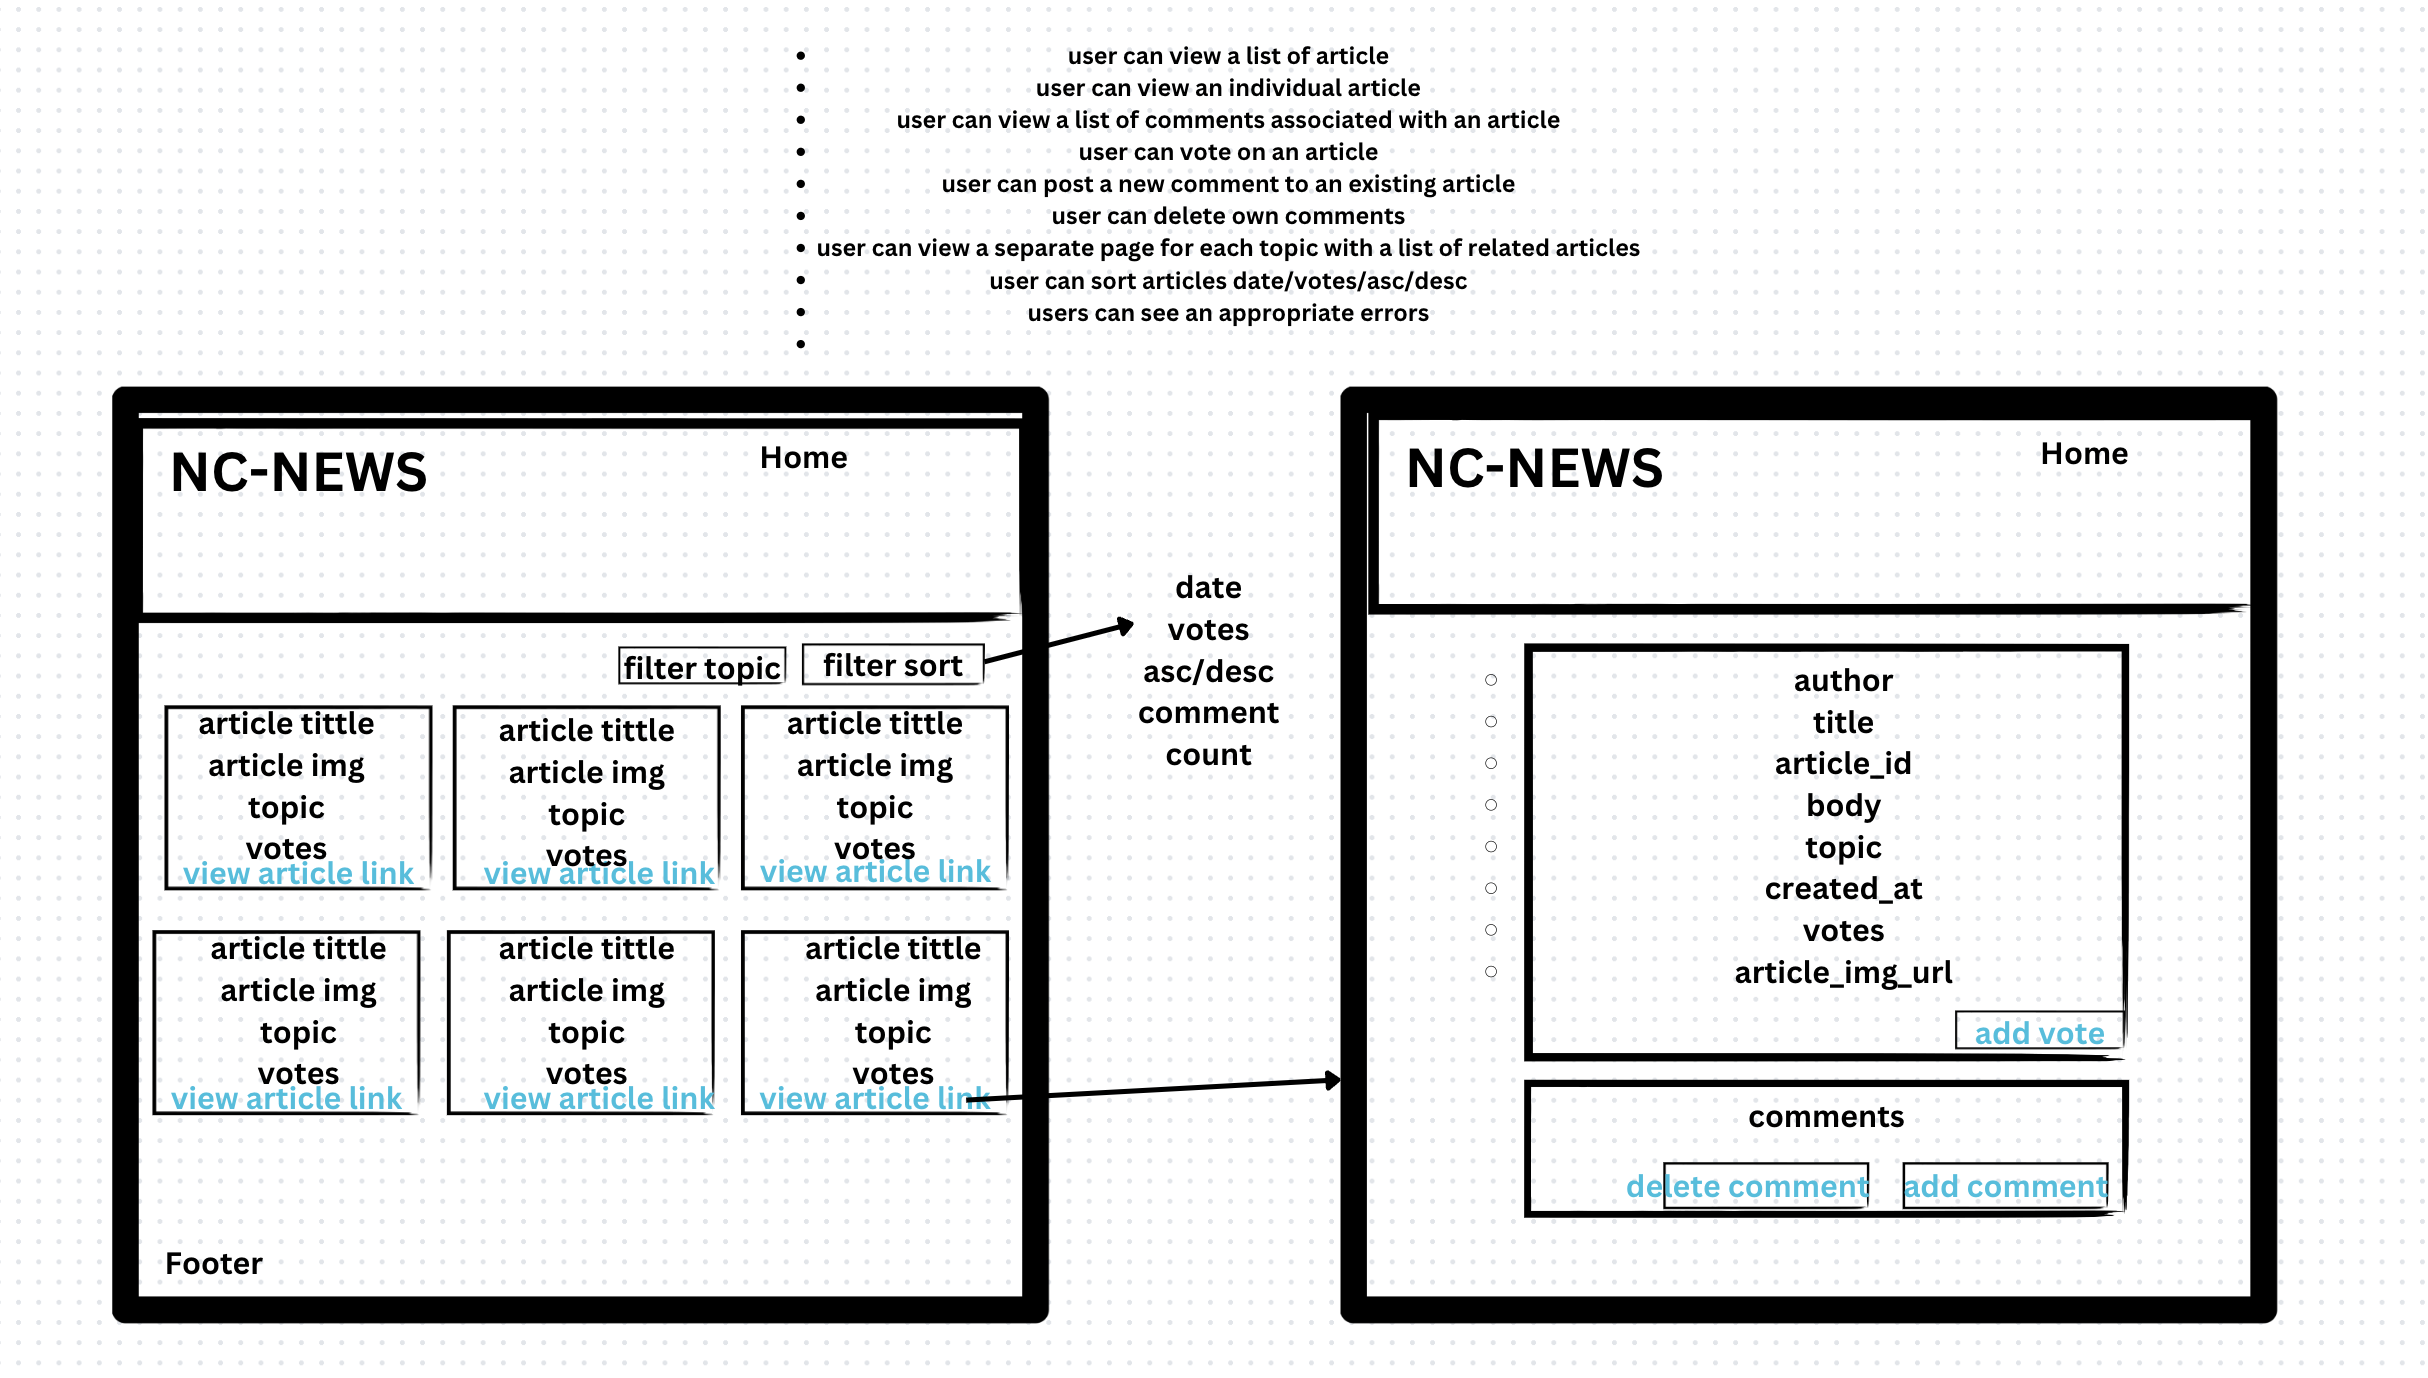 user can view a list of article
user can view an individual article
user can view a list of comments associated with an article
user can vote on an article
user can post a new comment to an existing article
user can delete own comments
user can view a separate page for each topic with a list of related articles
user can sort articles date/votes/asc/desc
users can see an appropriate errors
NC-NEWS
Home
filter topic
filter sort
article tittle
article img
topic
votes
view article link
article tittle
article img
topic
votes
view article link
article tittle
article img
topic
votes
view article link
article tittle
article img
topic
votes
view article link
article tittle
article img
topic
votes
view article link
article tittle
article img
topic
votes
view article link
Footer
date
votes
asc/desc
comment
count
NC-NEWS
Home
author
title
article_id
body
topic
created_at
votes
article_img_url
add vote
comments
delete comment
add comment